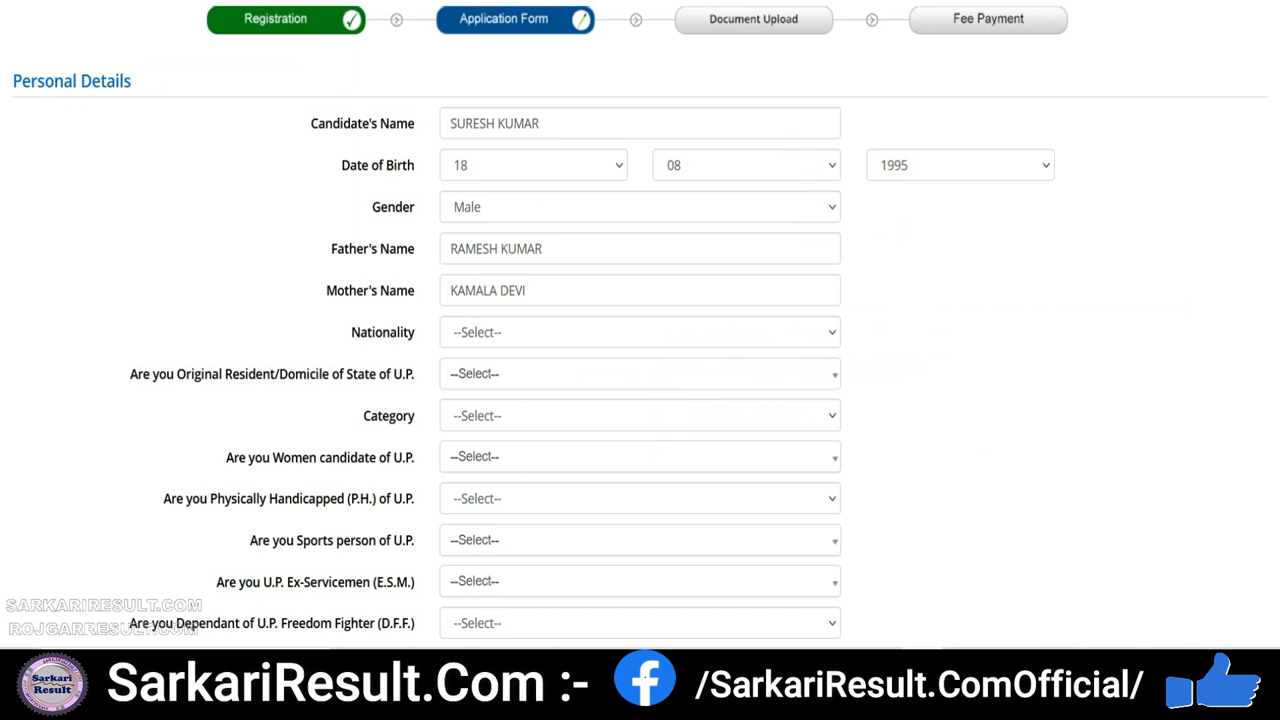 Registration
Application Form
Document Upload
Fee Payment
Personal Details
Candidate's Name SURESH KUMAR
Date of Birth 18 08 1995
Gender Male
Father's Name RAMESH KUMAR
Mother's Name KAMALA DEVI
Nationality --Select--
Are you Original Resident/Domicile of State of U.P. --Select--
Category --Select--
Are you Women candidate of U.P. --Select--
Are you Physically Handicapped (P.H.) of U.P. --Select--
Are you Sports person of U.P. --Select--
Are you U.P. Ex-Servicemen (E.S.M.) --Select--
SARKARIRESULT.COM
Are you Dependant of U.P. Freedom Fighter (D.F.F.) --Select--
ROJGARRESULT.COM
Sarkari
Result
SarkariResult.Com :- /SarkariResult.ComOfficial/